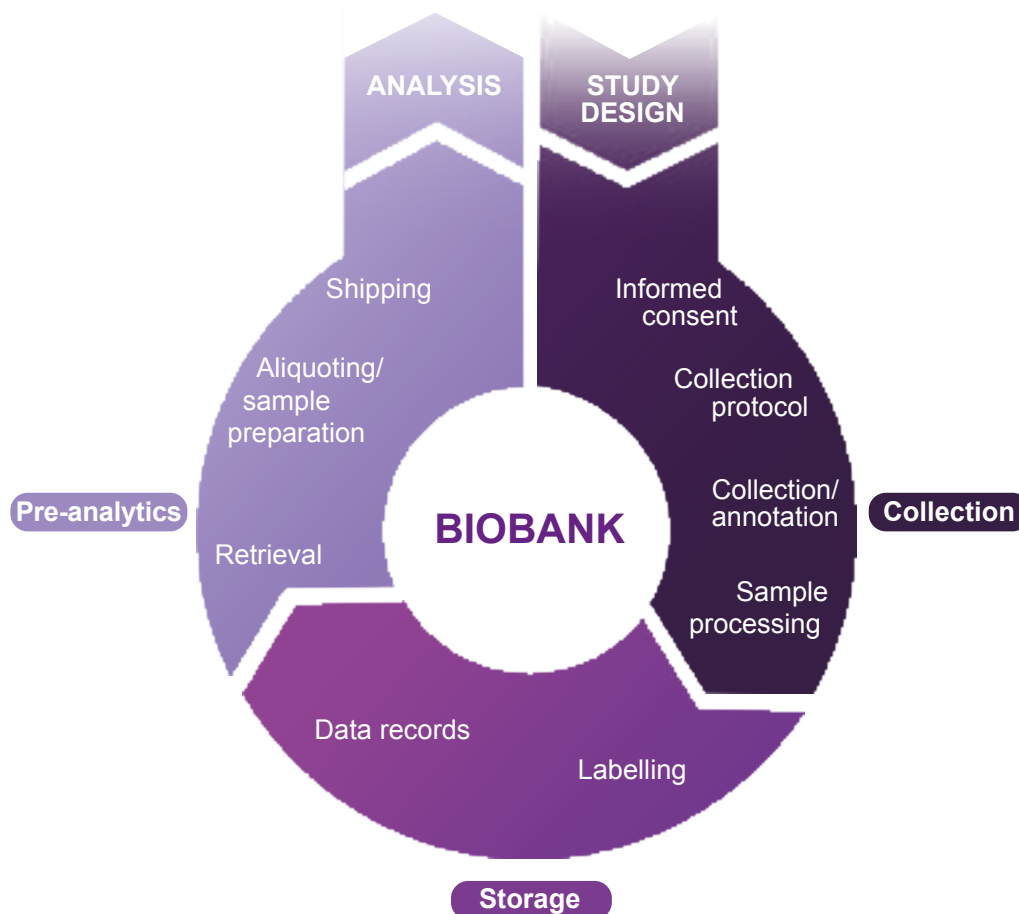 ANALYSIS
STUDY
DESIGN
Shipping
Informed
consent
Aliquoting/
sample
preparation
Collection
protocol
Pre-analytics
Collection/
annotation
Collection
BIOBANK
Retrieval
Sample
processing
Data records
Labelling
Storage